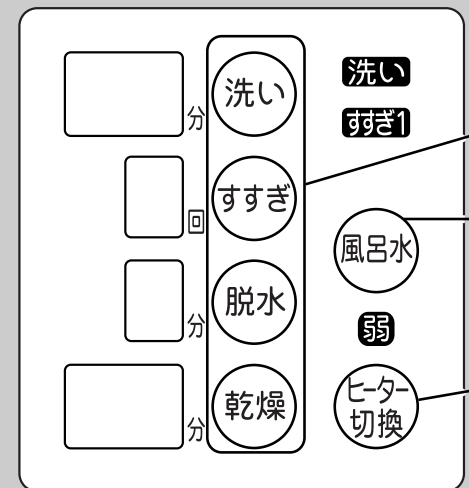 分
洗い
洗い
すすぎ1
回
すすぎ
風呂水
分
脱水
弱
分
乾燥
ヒーター
切換